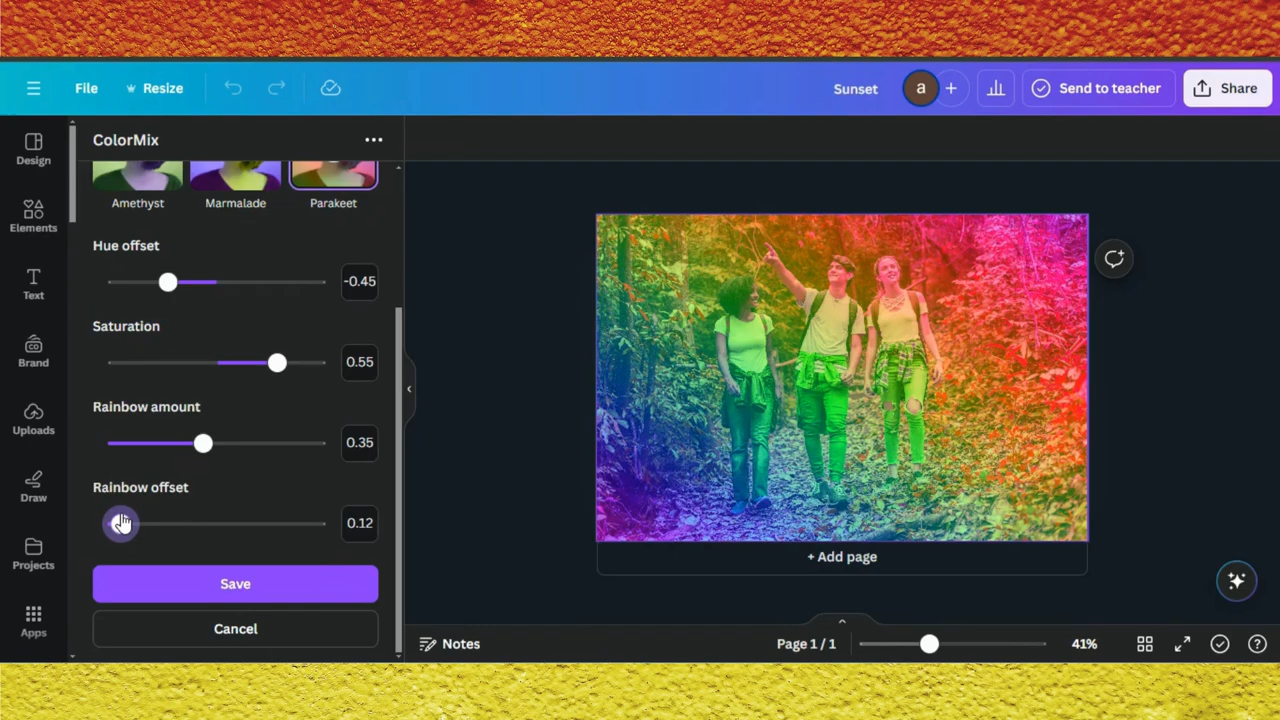 File
Resize
Sunset
a
+
Send to teacher
Share
Design
Elements
Text
Brand
Uploads
Draw
Projects
Apps
ColorMix
Amethyst
Marmalade
Parakeet
Hue offset
-0.45
Saturation
0.55
Rainbow amount
0.35
Rainbow offset
0.12
Save
Cancel
+ Add page
Notes
Page 1 / 1
41%